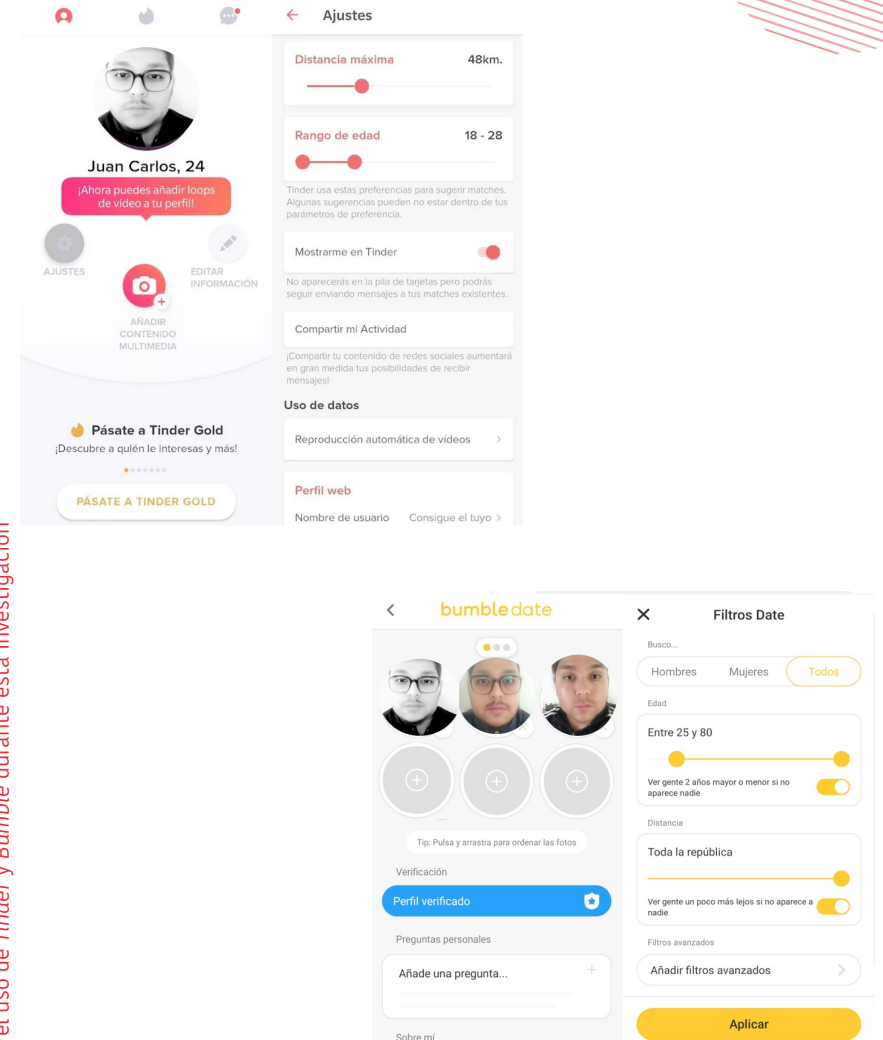 Juan Carlos, 24
¡Ahora puedes añadir loops
de vídeo a tu perfil!
AJUSTES
EDITAR
INFORMACIÓN
AÑADIR
CONTENIDO
MULTIMEDIA
Pásate a Tinder Gold
¡Descubre a quién le interesas y más!
PÁSATE A TINDER GOLD
Ajustes
Distancia máxima 48km.
Rango de edad 18 - 28
Tinder usa estas preferencias para sugerir matches.
Algunas sugerencias pueden no estar dentro de tus
parámetros de preferencia.
Mostrarme en Tinder
No aparecerás en la pila de tarjetas pero podrás
seguir enviando mensajes a tus matches existentes.
Compartir mi Actividad
¡Compartir tu contenido de redes sociales aumentará
en gran medida tus posibilidades de recibir
mensajes!
Uso de datos
Reproducción automática de vídeos
Perfil web
Nombre de usuario Consigue el tuyo
el uso de Tinder y Bumble durante esta investigación
bumble date
Tip: Pulsa y arrastra para ordenar las fotos
Verificación
Perfil verificado
Preguntas personales
Añade una pregunta...
Sobre mí
Filtros Date
Busco...
Hombres Mujeres Todos
Edad
Entre 25 y 80
Ver gente 2 años mayor o menor si no
aparece nadie
Distancia
Toda la república
Ver gente un poco más lejos si no aparece a
nadie
Filtros avanzados
Añadir filtros avanzados
Aplicar